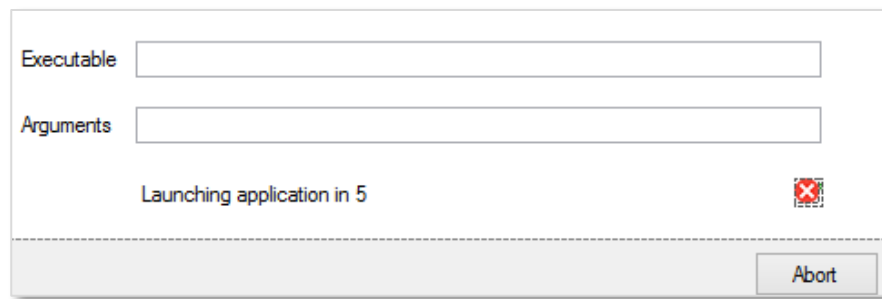 Executable
Arguments
Launching application in 5
Abort